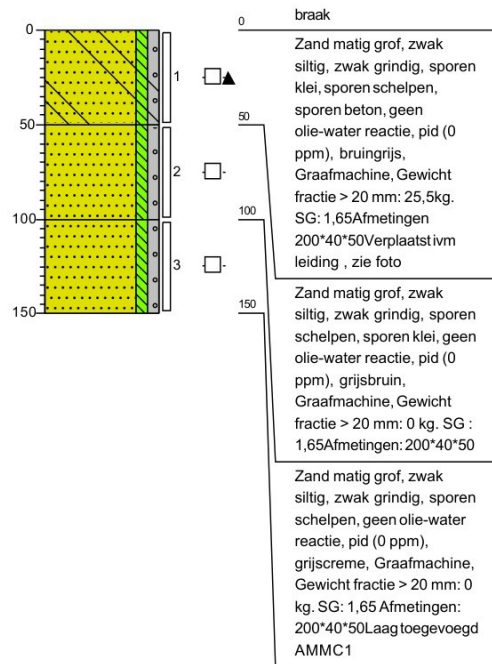 braak
0
0
Zand matig grof, zwak
siltig, zwak grindig, sporen
klei, sporen schelpen,
sporen beton, geen
olie-water reactie, pid (0
ppm), bruingrijs,
Graafmachine, Gewicht
fractie > 20 mm: 25,5kg.
SG: 1,65Afmetingen
200*40*50Verplaatst ivm
leiding , zie foto
1
50
50
2
100
100
Zand matig grof, zwak
siltig, zwak grindig, sporen
schelpen, sporen klei, geen
olie-water reactie, pid (0
ppm), grijsbruin,
Graafmachine, Gewicht
fractie > 20 mm: 0 kg. SG :
1,65Afmetingen: 200*40*50
3
150
150
Zand matig grof, zwak
siltig, zwak grindig, sporen
schelpen, geen olie-water
reactie, pid (0 ppm),
grijscreme, Graafmachine,
Gewicht fractie > 20 mm: 0
kg. SG: 1,65 Afmetingen:
200*40*50Laag toegevoegd
AMMC1